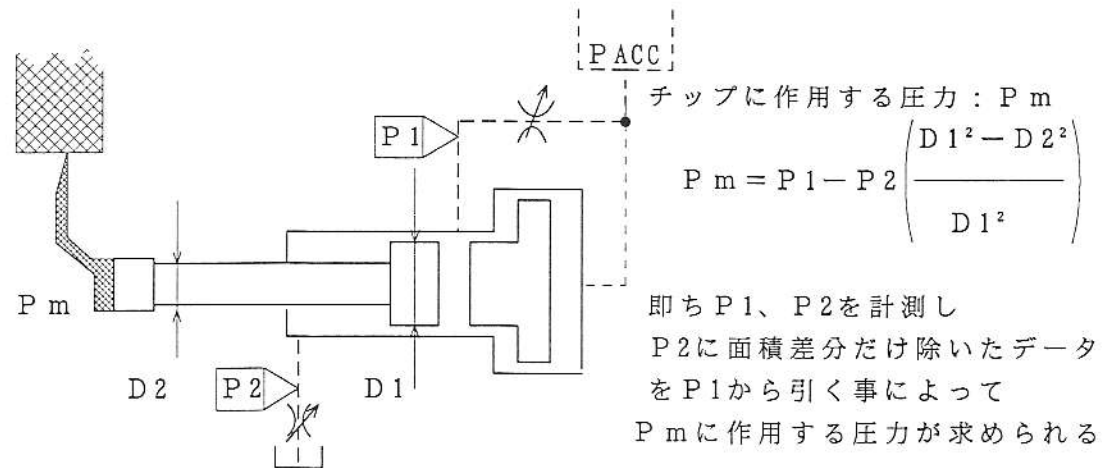 PACC
チップに作用する圧力：Pm
P1
Pm＝P1－P2（D1²－D2²／D1²）
Pm
即ちP1、P2を計測し
P2に面積差分だけ除いたデータ
をP1から引く事によって
Pmに作用する圧力が求められる
D2
P2
D1